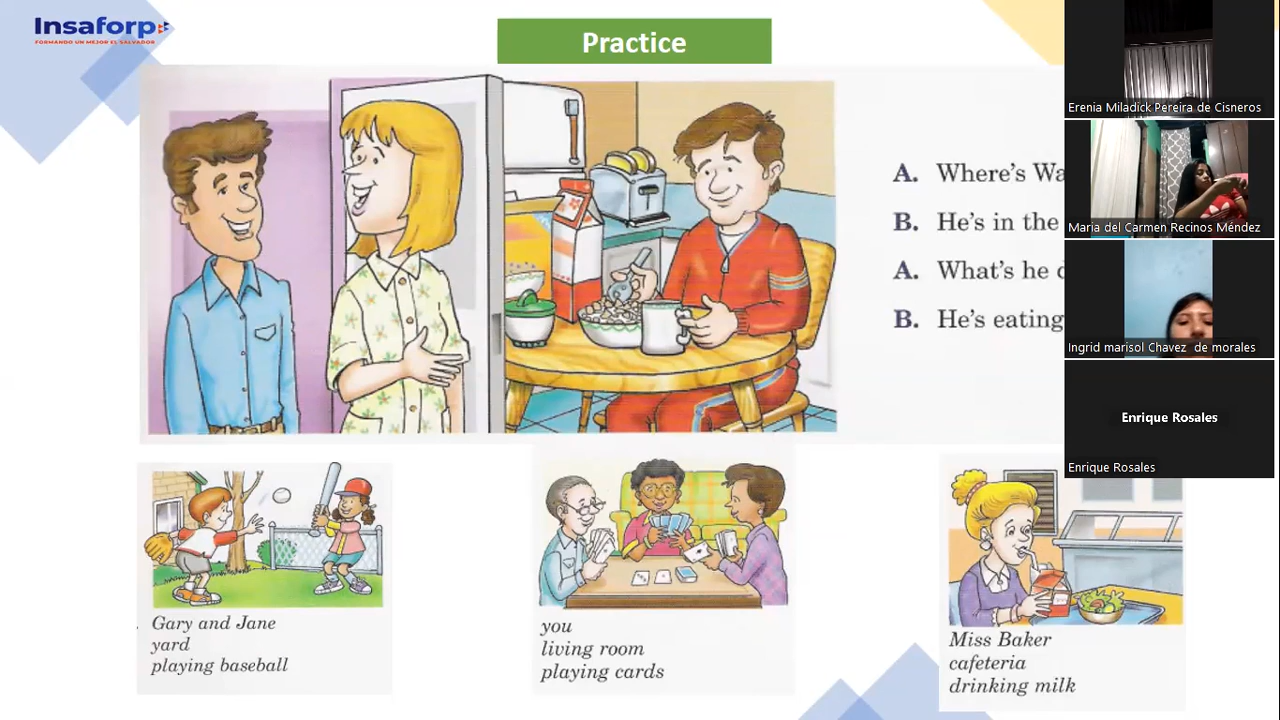 Insaforp
FORMANDO UN MEJOR EL SALVADOR
Practice
A. Where's
B. He's in the
A. What's he
B. He's eating
Gary and Jane
yard
playing baseball
you
living room
playing cards
Miss Baker
cafeteria
drinking milk
Erenia Miladick Pereira de Cisneros
Maria del Carmen Recinos Méndez
Ingrid marisol Chavez de morales
Enrique Rosales
Enrique Rosales